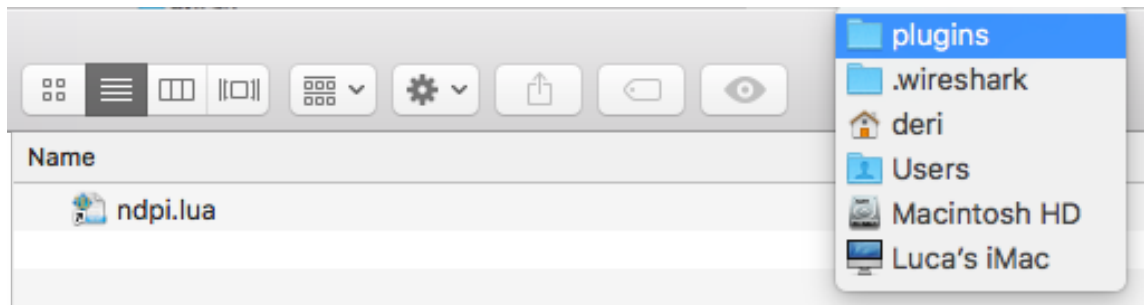 plugins
.wireshark
deri
Users
Macintosh HD
Luca's iMac
Name
ndpi.lua